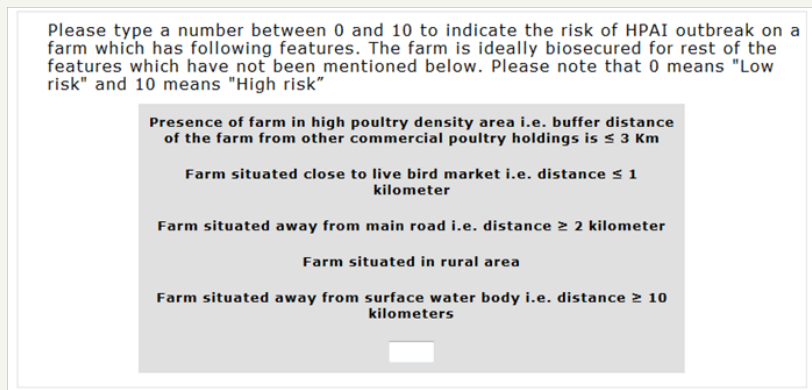 Please type a number between 0 and 10 to indicate the risk of HPAI outbreak on a
farm which has following features. The farm is ideally biosecured for rest of the
features which have not been mentioned below. Please note that 0 means "Low
risk" and 10 means "High risk”
Presence of farm in high poultry density area i.e. buffer distance
of the farm from other commercial poultry holdings is ≤ 3 Km
Farm situated close to live bird market i.e. distance ≤ 1
kilometer
Farm situated away from main road i.e. distance ≥ 2 kilometer
Farm situated in rural area
Farm situated away from surface water body i.e. distance ≥ 10
kilometers